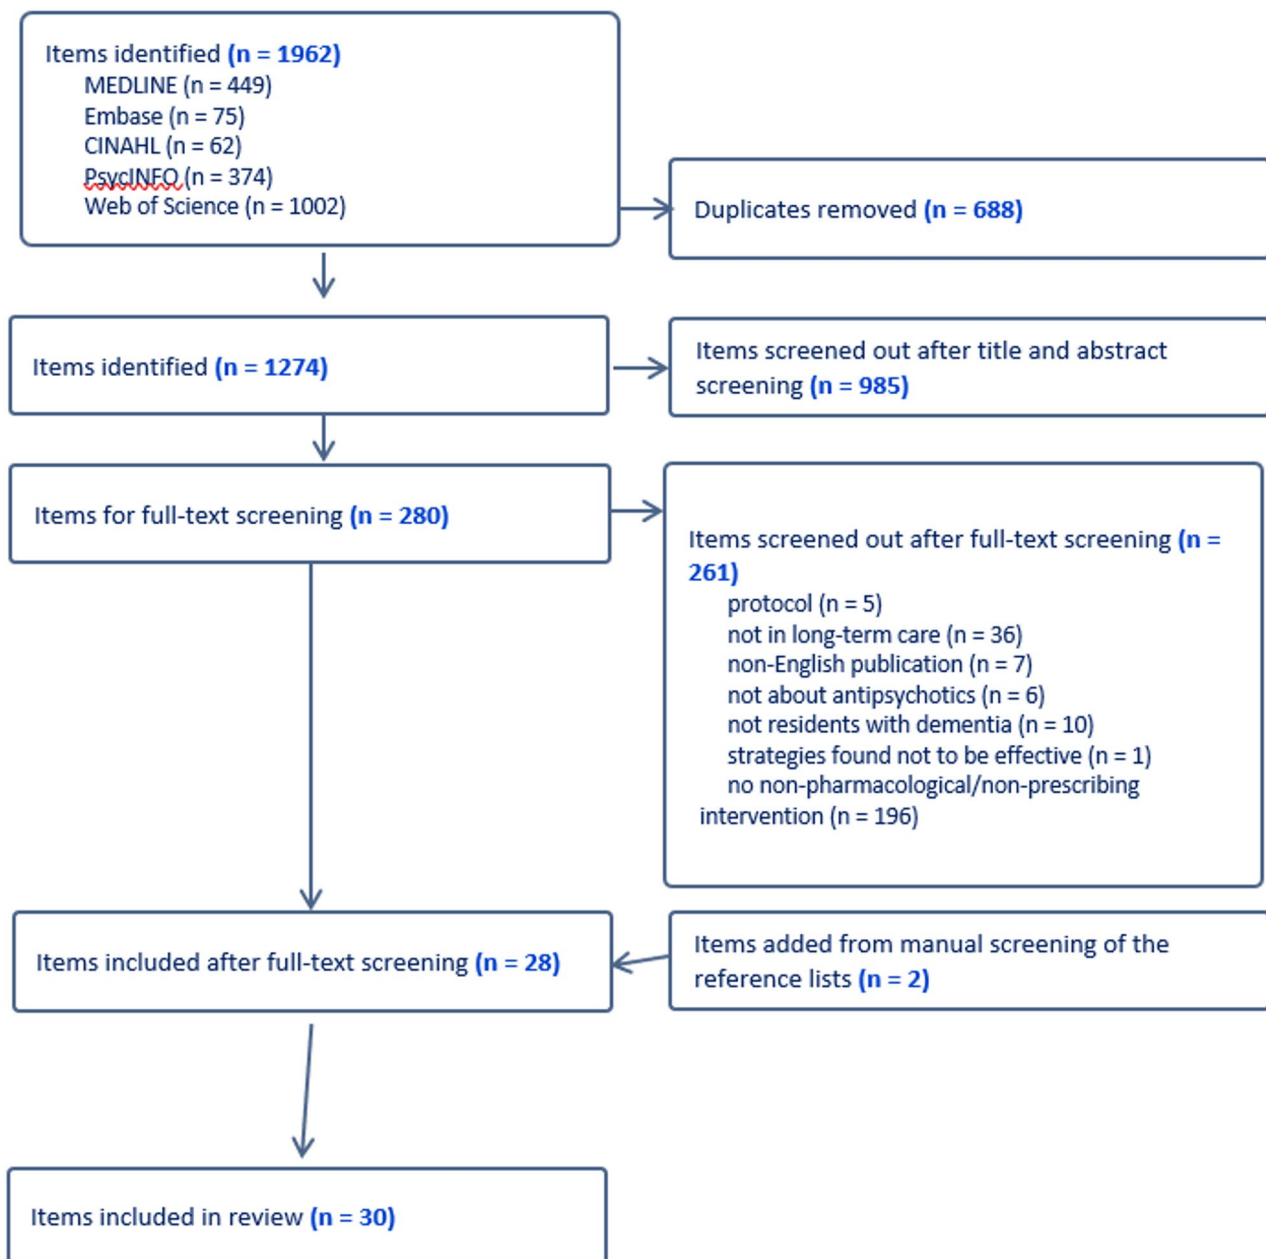 Items identified (n = 1962)
MEDLINE (n = 449)
Embase (n = 75)
CINAHL (n = 62)
PsycINFO (n = 374)
Web of Science (n = 1002)
Duplicates removed (n = 688)
Items identified (n = 1274)
Items screened out after title and abstract
screening (n = 985)
Items for full-text screening (n = 280)
Items screened out after full-text screening (n =
261)
protocol (n = 5)
not in long-term care (n = 36)
non-English publication (n = 7)
not about antipsychotics (n = 6)
not residents with dementia (n = 10)
strategies found not to be effective (n = 1)
no non-pharmacological/non-prescribing
intervention (n = 196)
Items included after full-text screening (n = 28)
Items added from manual screening of the
reference lists (n = 2)
Items included in review (n = 30)